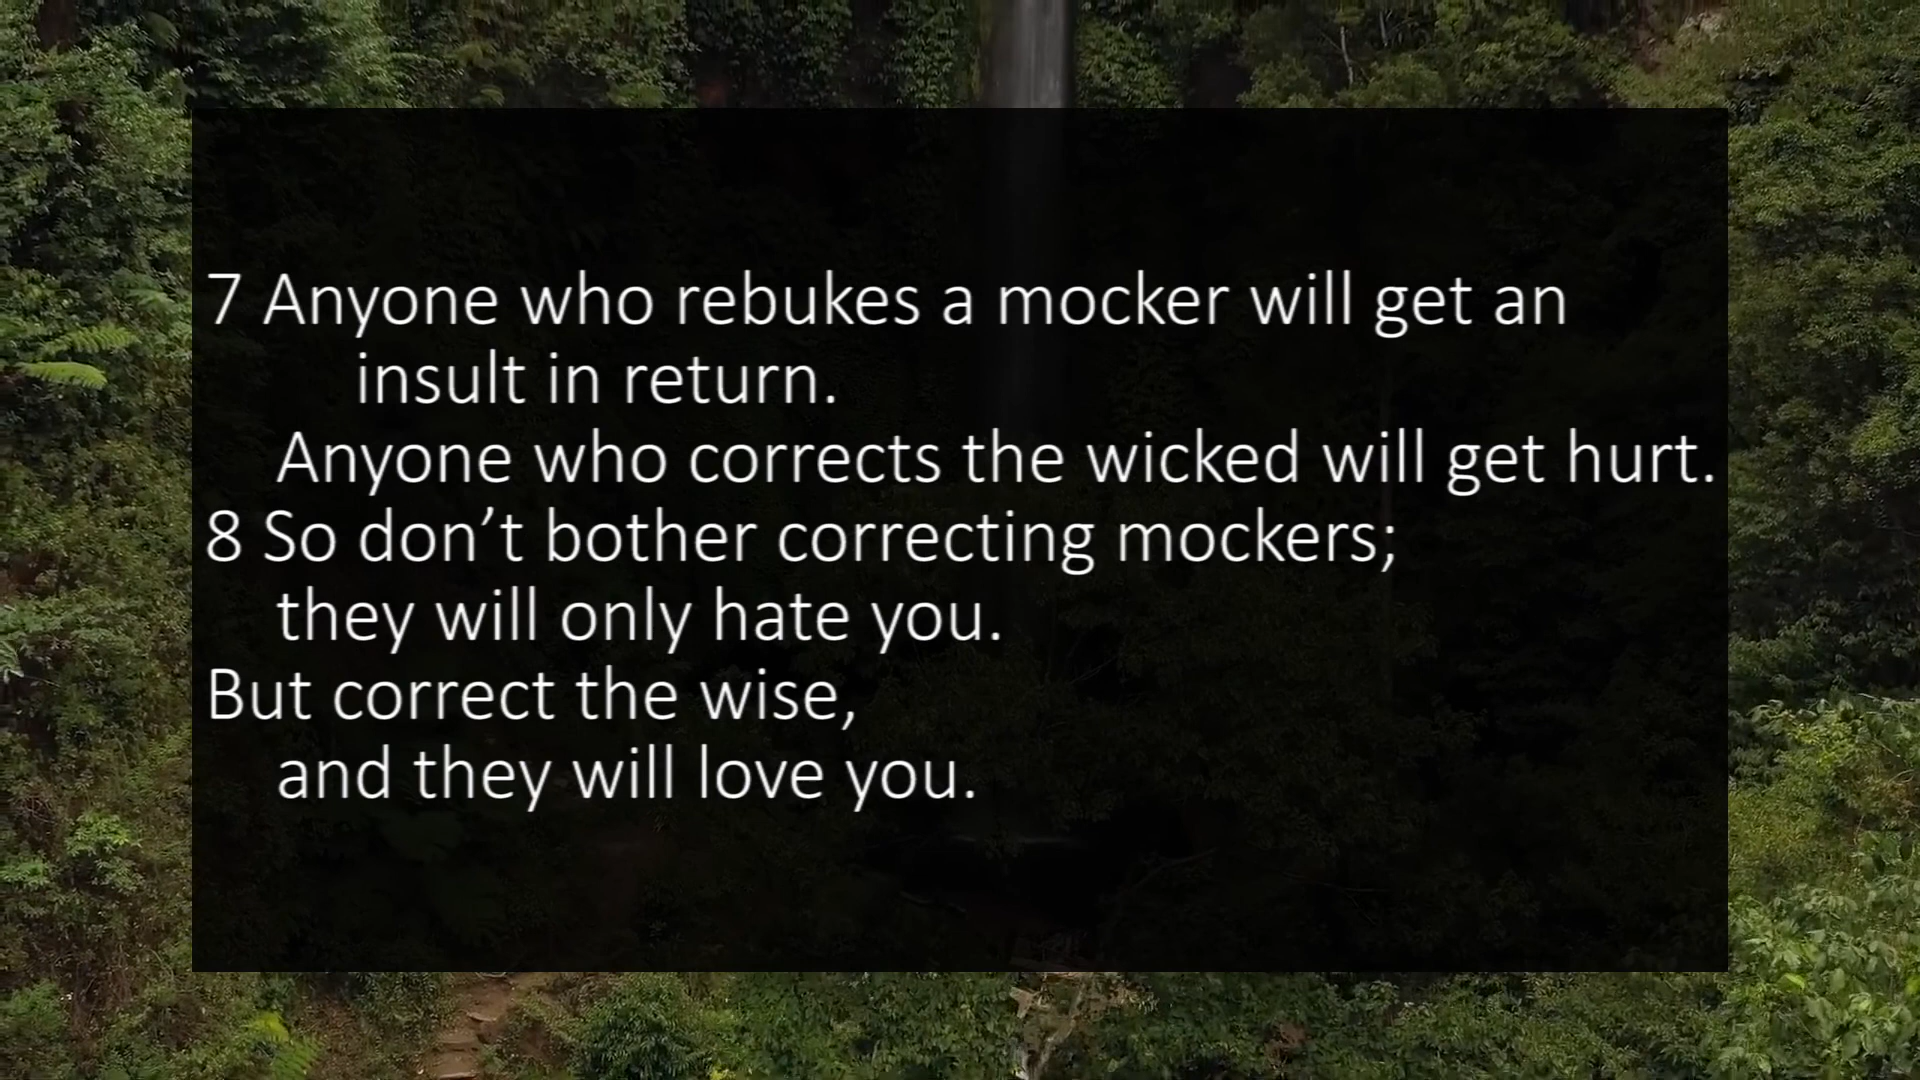 7 Anyone who rebukes a mocker will get an
insult in return.
Anyone who corrects the wicked will get hurt.
8 So don’t bother correcting mockers;
they will only hate you.
But correct the wise,
and they will love you.